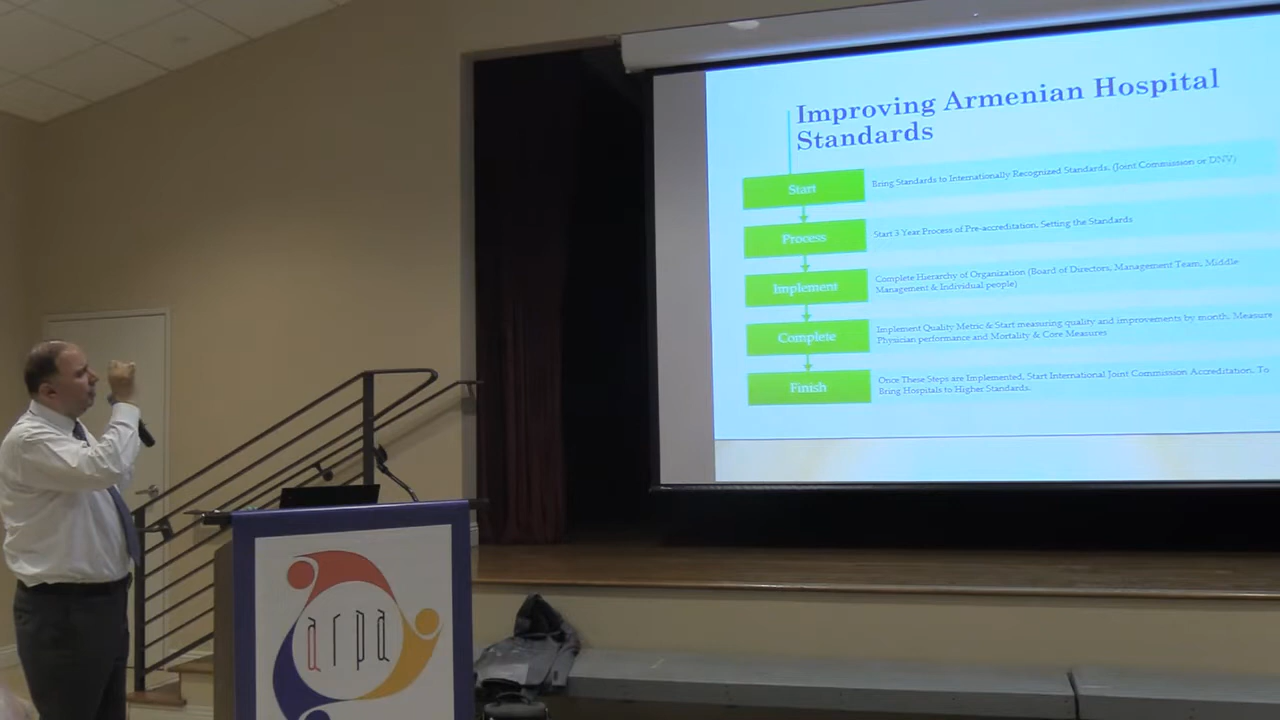 Improving Armenian Hospital
Standards
Start
Bring Standards to Internationally Recognized Standards. (Joint Commission or DNV)
Process
Start 3 Year Process of Pre-accreditation, Setting the Standards
Implement
Complete Hierarchy of Organization (Board of Directors, Management Team, Middle
Management & Individual people)
Complete
Implement Quality Metric & Start measuring quality and improvements by month. Measure
Physician performance and Mortality & Core Measures
Finish
Once These Steps are Implemented, Start International Joint Commission Accreditation. To
Bring Hospitals to Higher Standards.
arpa